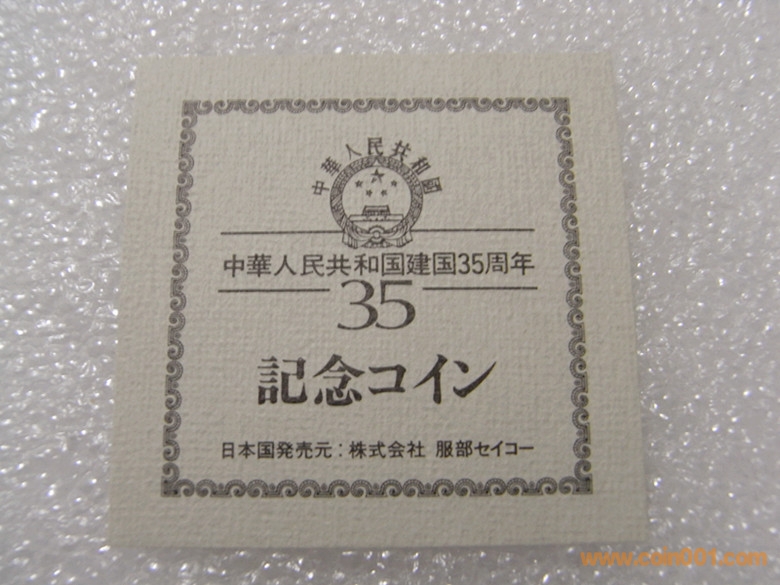 中華人民共和國
中華人民共和国建国35周年
35
記念コイン
日本国発売元：株式会社 服部セイコー
www.coin001.com